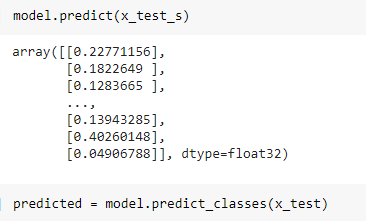 model.predict(x_test_s)
array([[0.22771156],
[0.1822649 ],
[0.1283665 ],
...,
[0.13943285],
[0.40260148],
[0.04906788]], dtype=float32)
predicted = model.predict_classes(x_test)